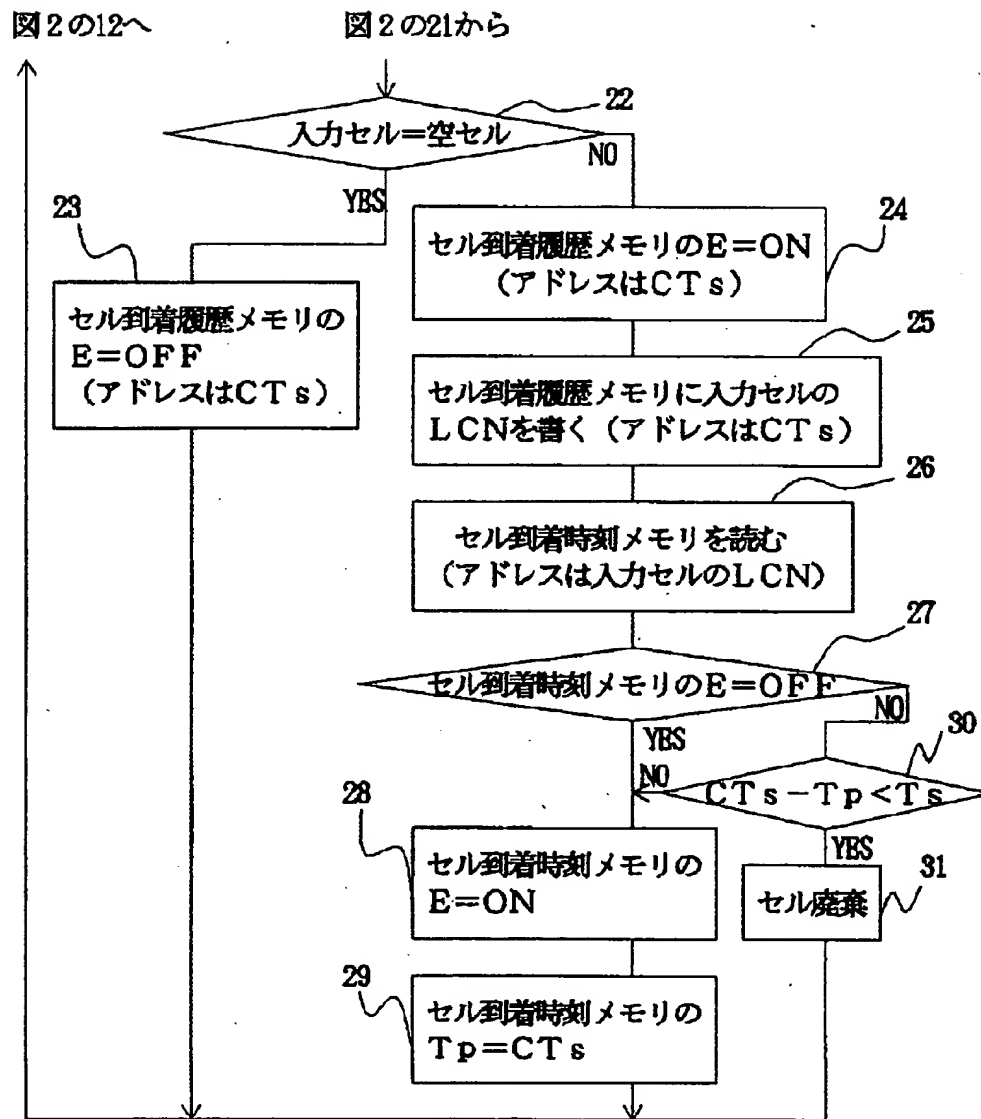 図2の12へ
図2の21から
22
入力セル＝空セル
NO
YES
23
セル到着履歴メモリの
E＝OFF
（アドレスはCTs）
24
セル到着履歴メモリのE＝ON
（アドレスはCTs）
25
セル到着履歴メモリに入力セルの
LCNを書く（アドレスはCTs）
26
セル到着時刻メモリを読む
（アドレスは入力セルのLCN）
27
セル到着時刻メモリのE＝OFF
NO
YES
30
NO
CTs－Tp＜Ts
YES
28
セル到着時刻メモリの
E＝ON
31
セル廃棄
29
セル到着時刻メモリの
Tp＝CTs